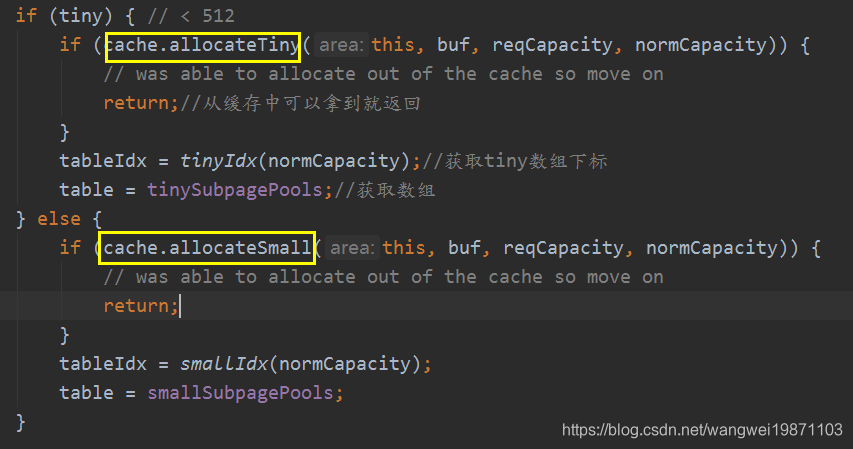 if (tiny) { // < 512
if (cache.allocateTiny( area: this, buf, reqCapacity, normCapacity)) {
// was able to allocate out of the cache so move on
return;//从缓存中可以拿到就返回
}
tableIdx = tinyIdx(normCapacity);//获取tiny数组下标
table = tinySubpagePools;//获取数组
} else {
if (cache.allocateSmall( area: this, buf, reqCapacity, normCapacity)) {
// was able to allocate out of the cache so move on
return;
}
tableIdx = smallIdx(normCapacity);
table = smallSubpagePools;
}
https://blog.csdn.net/wangwei19871103